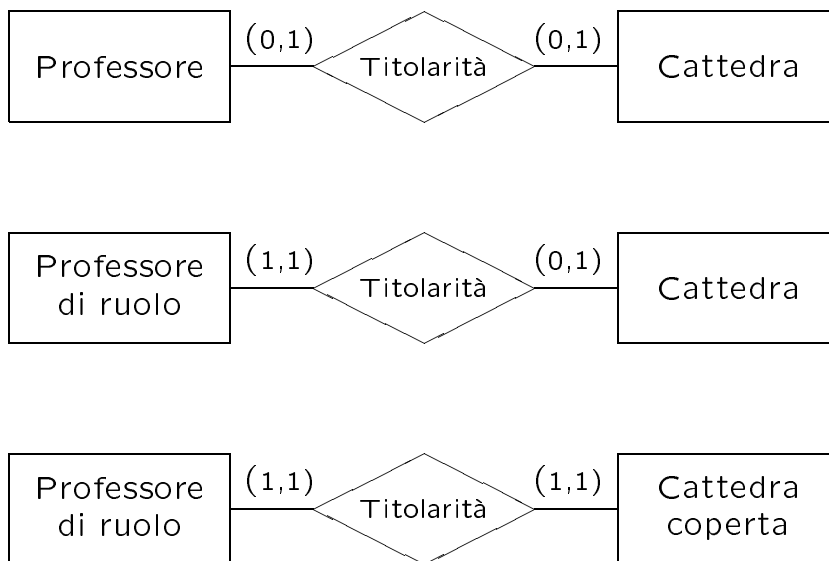 Professore (0,1) Titolarità (0,1) Cattedra
Professore
di ruolo
(1,1) Titolarità (0,1) Cattedra
Professore
di ruolo
(1,1) Titolarità (1,1)
Cattedra
coperta